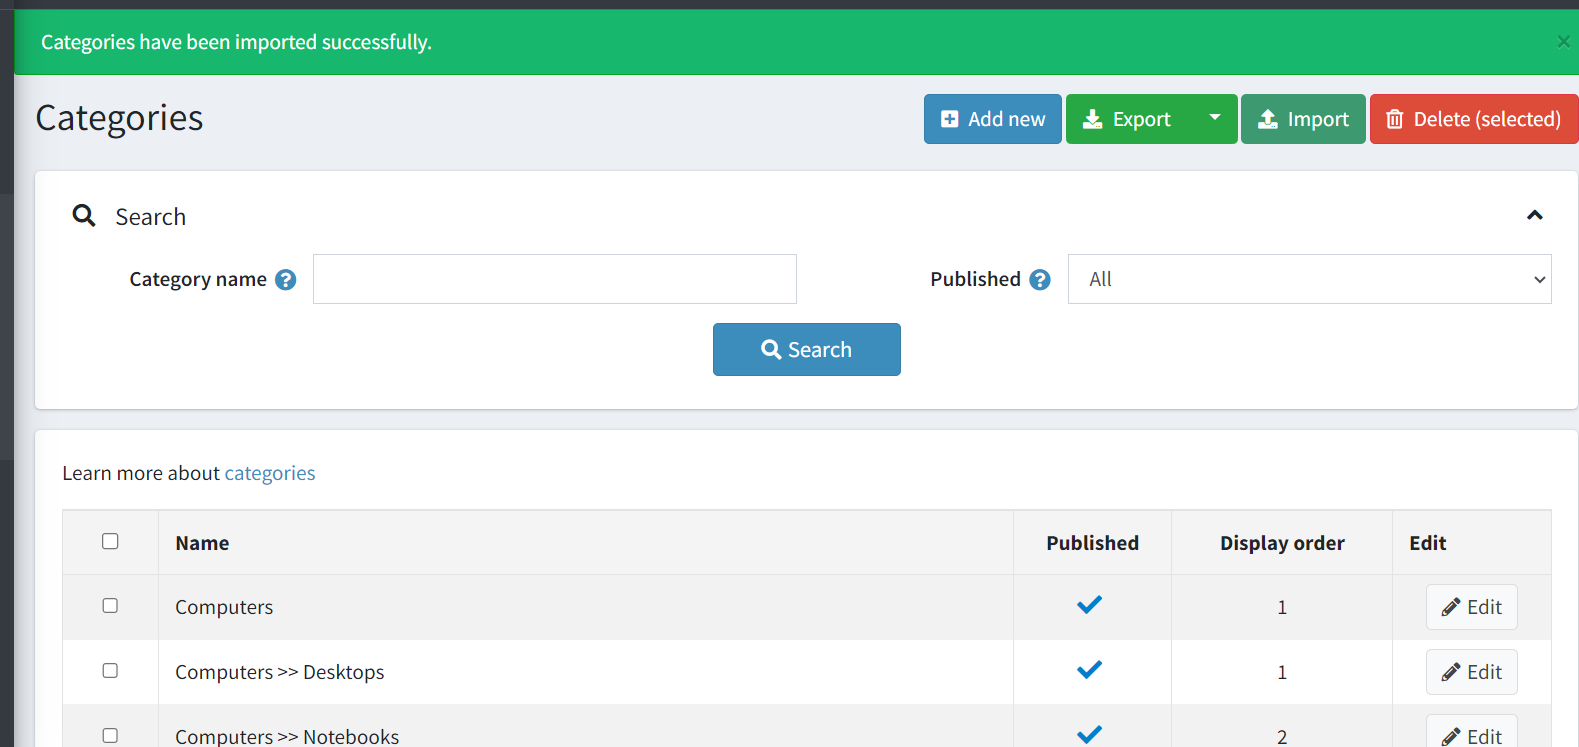 Categories have been imported successfully.
×
Categories
Add new
Export
Import
Delete (selected)
Search
Category name ?
Published ?
All
Search
Learn more about categories
Name Published Display order Edit
Computers 1 Edit
Computers >> Desktops 1 Edit
Computers >> Notebooks 2 Edit